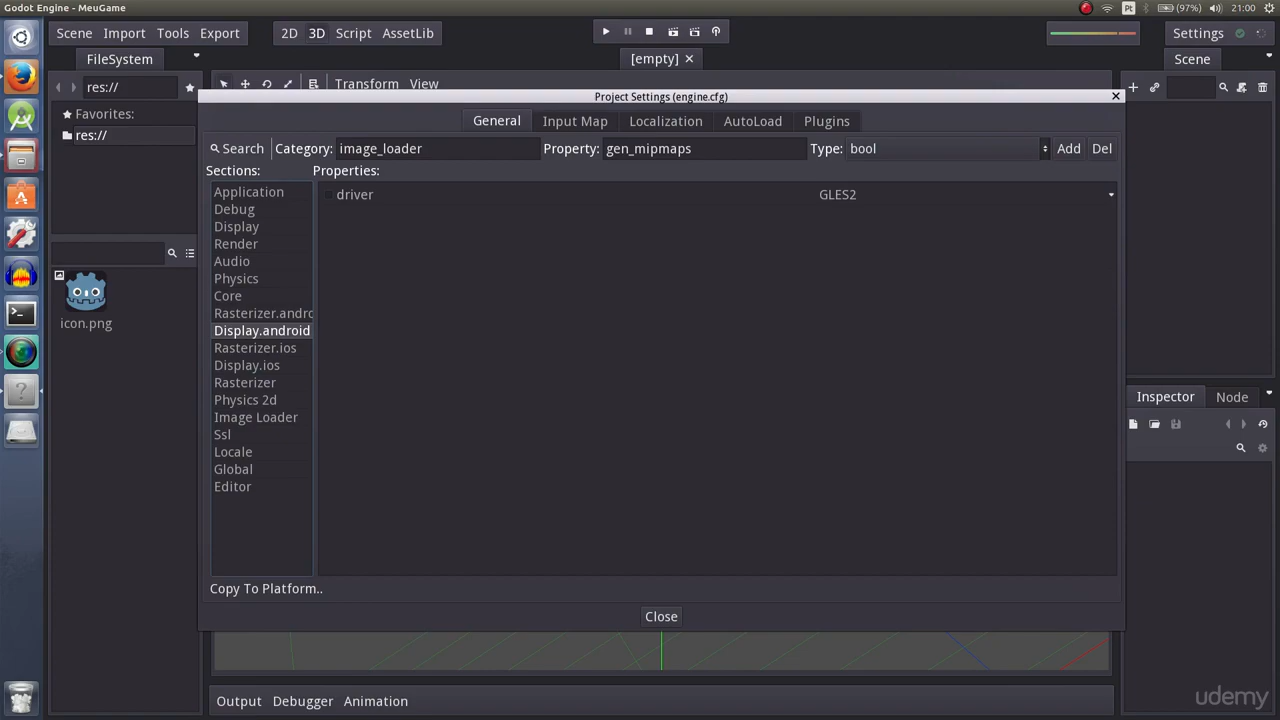 Godot Engine - MeuGame
Pt
(97%)
21:00
Scene Import Tools Export
2D 3D Script AssetLib
Settings
FileSystem
[empty]
Scene
res://
Transform View
Favorites:
res://
icon.png
Project Settings (engine.cfg)
General Input Map Localization AutoLoad Plugins
Search Category: image_loader Property: gen_mipmaps Type: bool Add Del
Sections: Properties:
Application
Debug
Display
Render
Audio
Physics
Core
Rasterizer.andro
Display.android
Rasterizer.ios
Display.ios
Rasterizer
Physics 2d
Image Loader
Ssl
Locale
Global
Editor
driver GLES2
Copy To Platform..
Close
Inspector Node
Output Debugger Animation
udemy